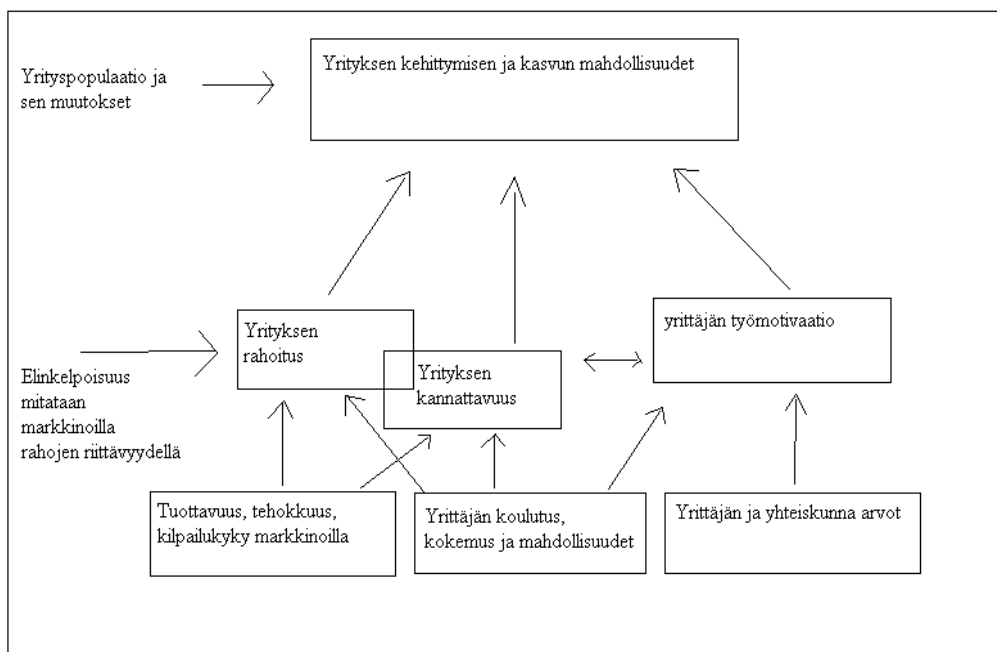 Yrityspopulaatio ja
sen muutokset
Yrityksen kehittymisen ja kasvun mahdollisuudet
Yrityksen
rahoitus
Yrityksen
kannattavuus
yrittäjän työmotivaatio
Elinkelpoisuus
mitataan
markkinoilla
rahojen riittävyydellä
Tuottavuus, tehokkuus,
kilpailukyky markkinoilla
Yrittäjän koulutus,
kokemus ja mahdollisuudet
Yrittäjän ja yhteiskunna arvot